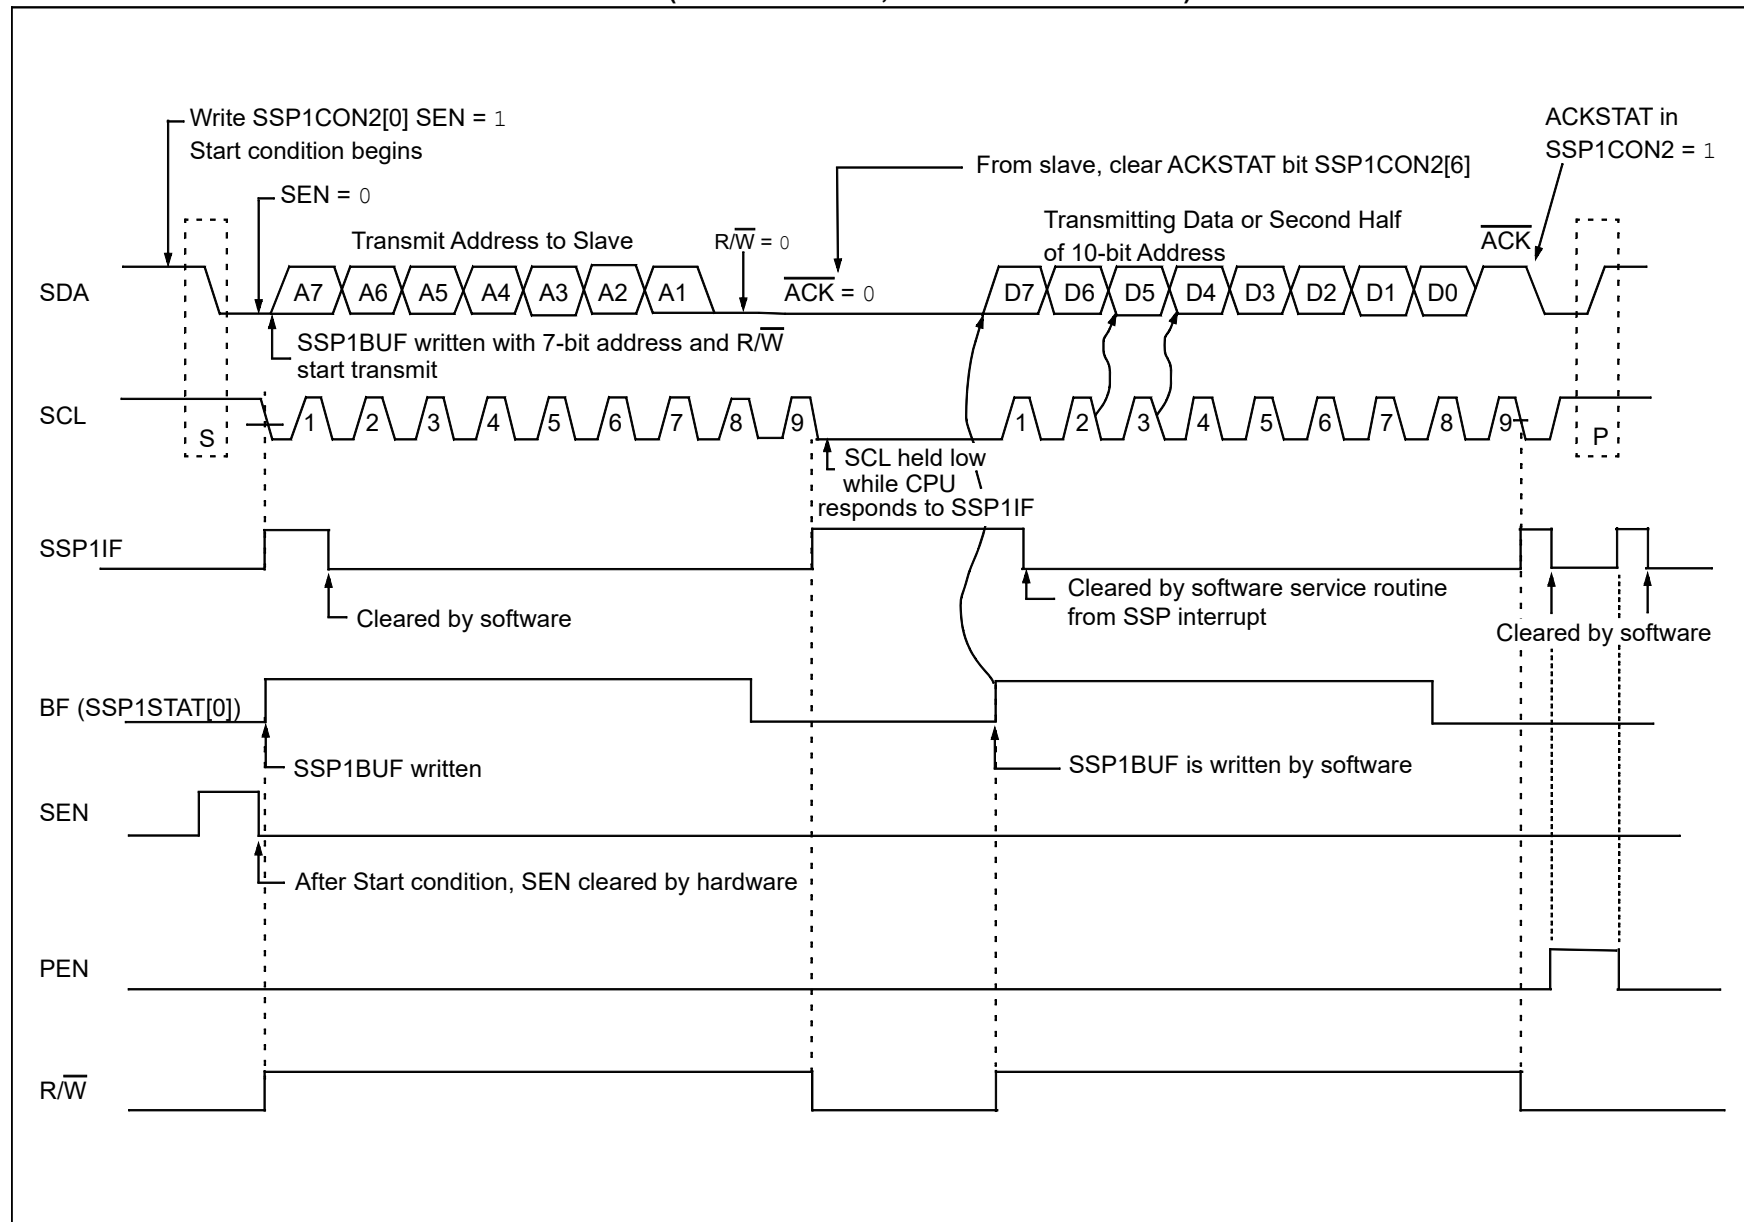 Write SSP1CON2[0] SEN = 1
Start condition begins
ACKSTAT in
SSP1CON2 = 1
From slave, clear ACKSTAT bit SSP1CON2[6]
SEN = 0
Transmitting Data or Second Half
of 10-bit Address
Transmit Address to Slave
R/W̅ = 0
A̅C̅K̅
SDA
A7 A6 A5 A4 A3 A2 A1
A̅C̅K̅ = 0
D7 D6 D5 D4 D3 D2 D1 D0
SSP1BUF written with 7-bit address and R/W̅
start transmit
SCL
S
1 2 3 4 5 6 7 8 9
1 2 3 4 5 6 7 8 9
P
SCL held low
while CPU
responds to SSP1IF
SSP1IF
Cleared by software
Cleared by software service routine
from SSP interrupt
Cleared by software
BF (SSP1STAT[0])
SSP1BUF written
SSP1BUF is written by software
SEN
After Start condition, SEN cleared by hardware
PEN
R/W̅